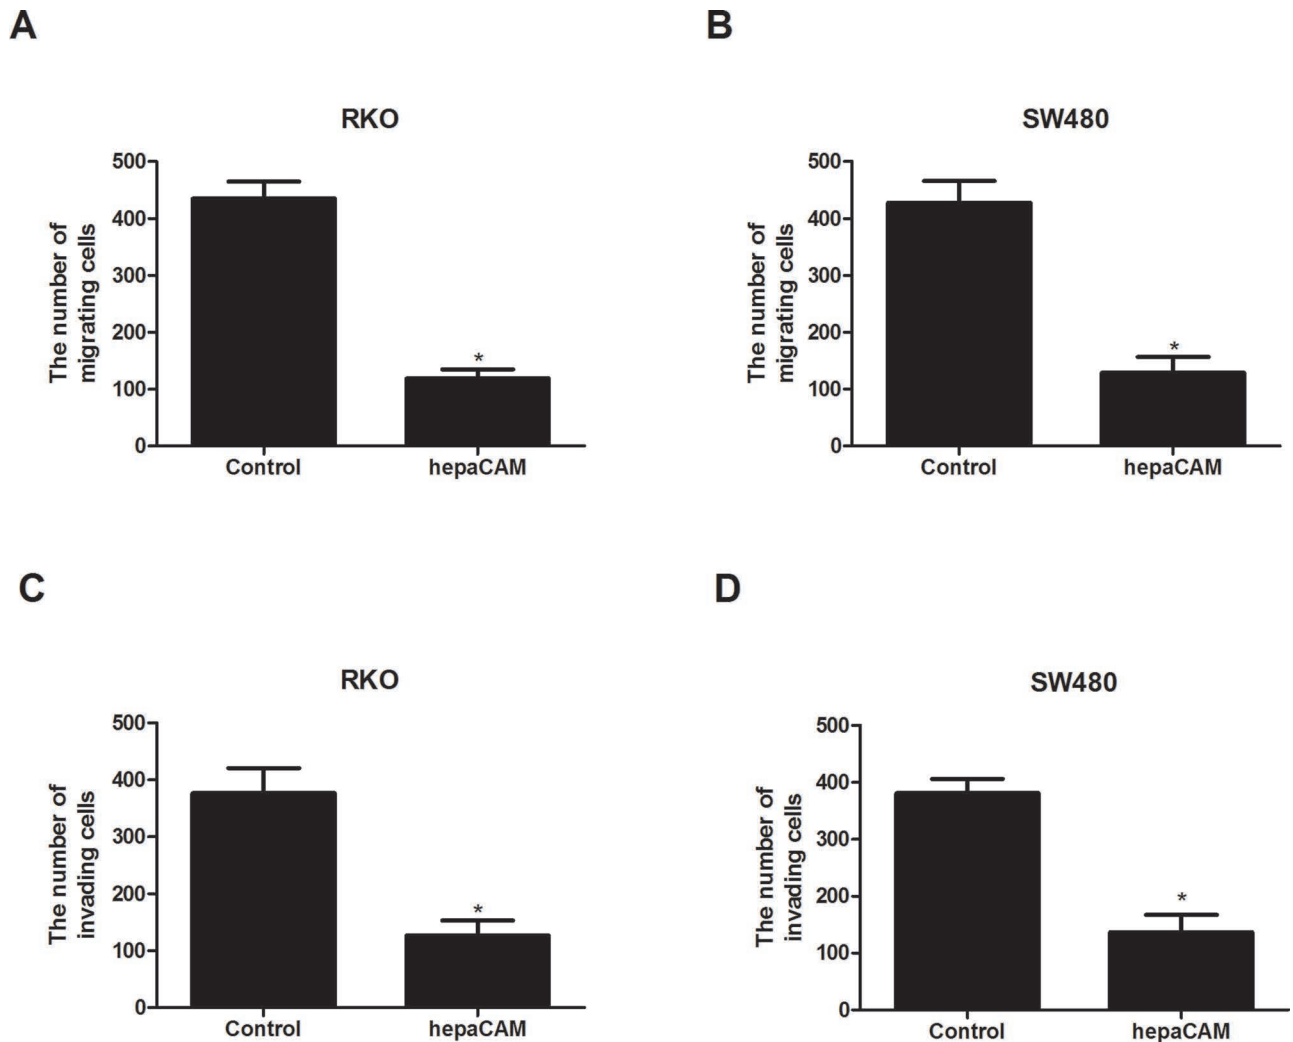 A
RKO
The number of
migrating cells
500
400
300
200
100
0
*
Control hepaCAM
B
SW480
The number of
migrating cells
500
400
300
200
100
0
*
Control hepaCAM
C
RKO
The number of
invading cells
500
400
300
200
100
0
*
Control hepaCAM
D
SW480
The number of
invading cells
500
400
300
200
100
0
*
Control hepaCAM